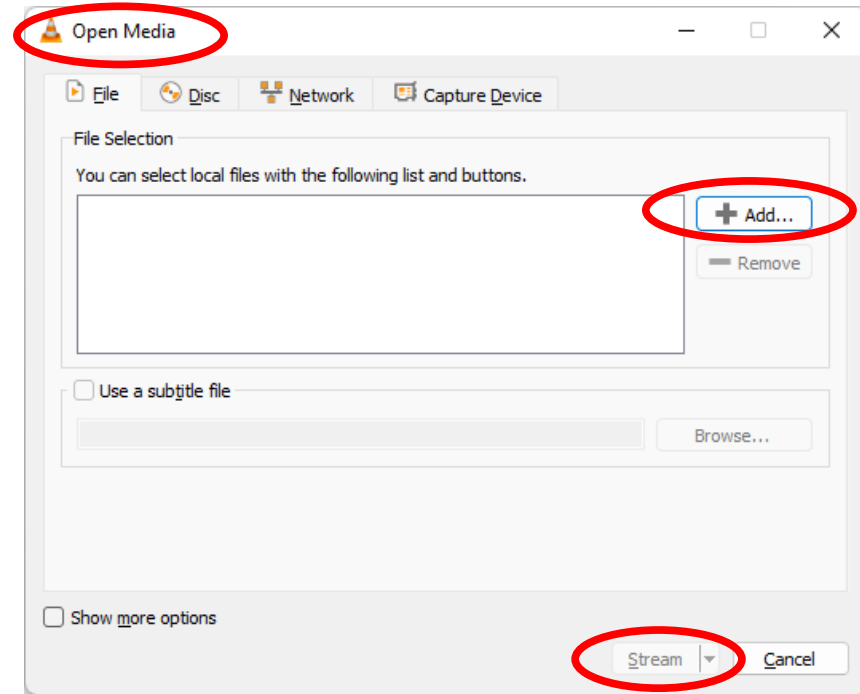 Open Media
File Disc Network Capture Device
File Selection
You can select local files with the following list and buttons.
Add...
Remove
Use a subtitle file
Browse...
Show more options
Stream Cancel